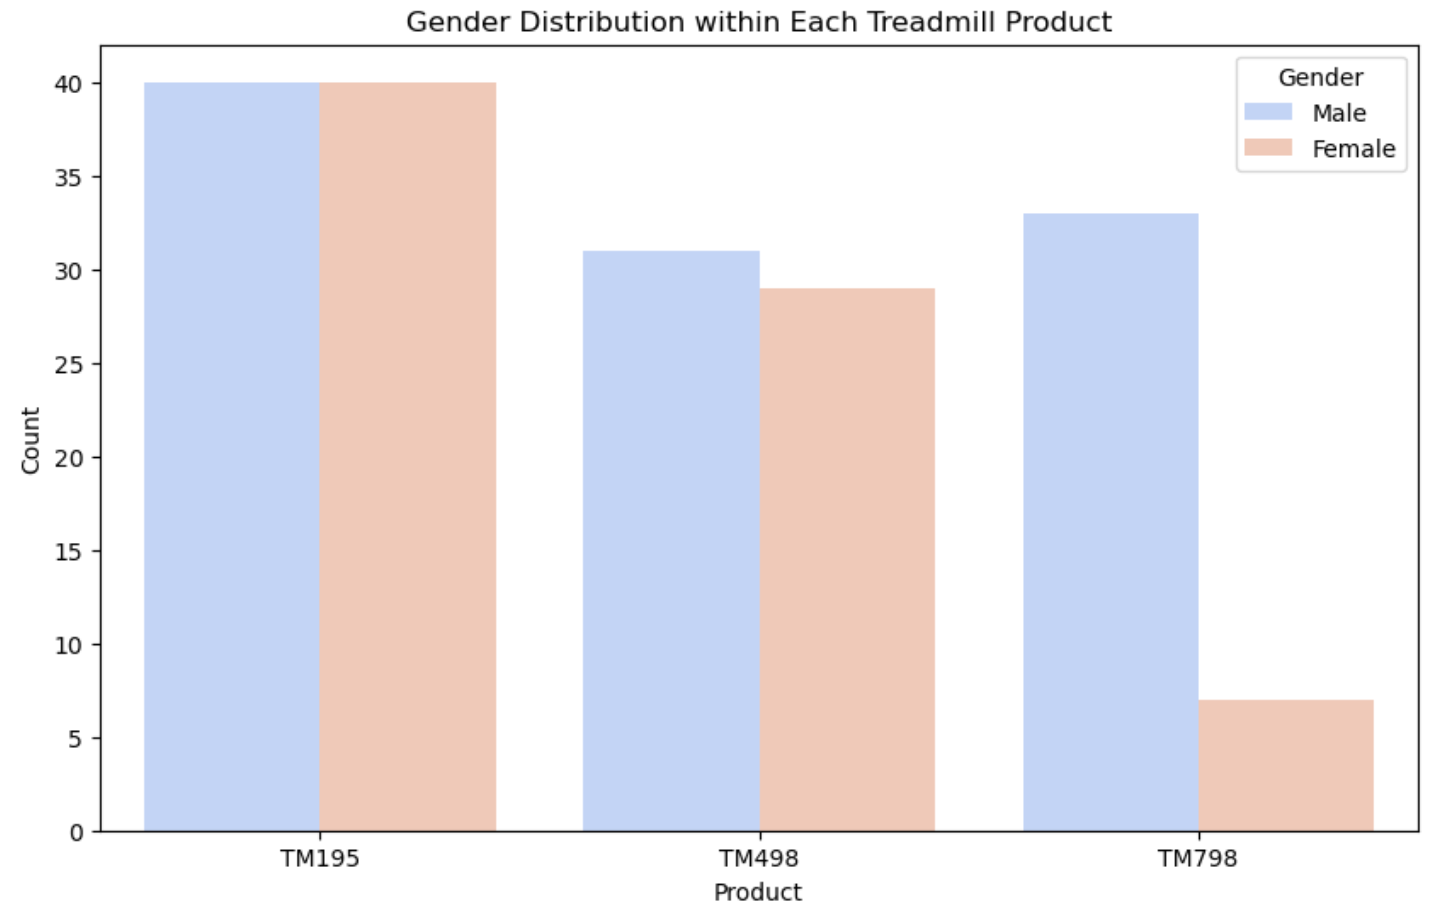 Gender Distribution within Each Treadmill Product
Gender
Male
Female
40
35
30
25
20
15
10
5
0
Count
TM195 TM498 TM798
Product